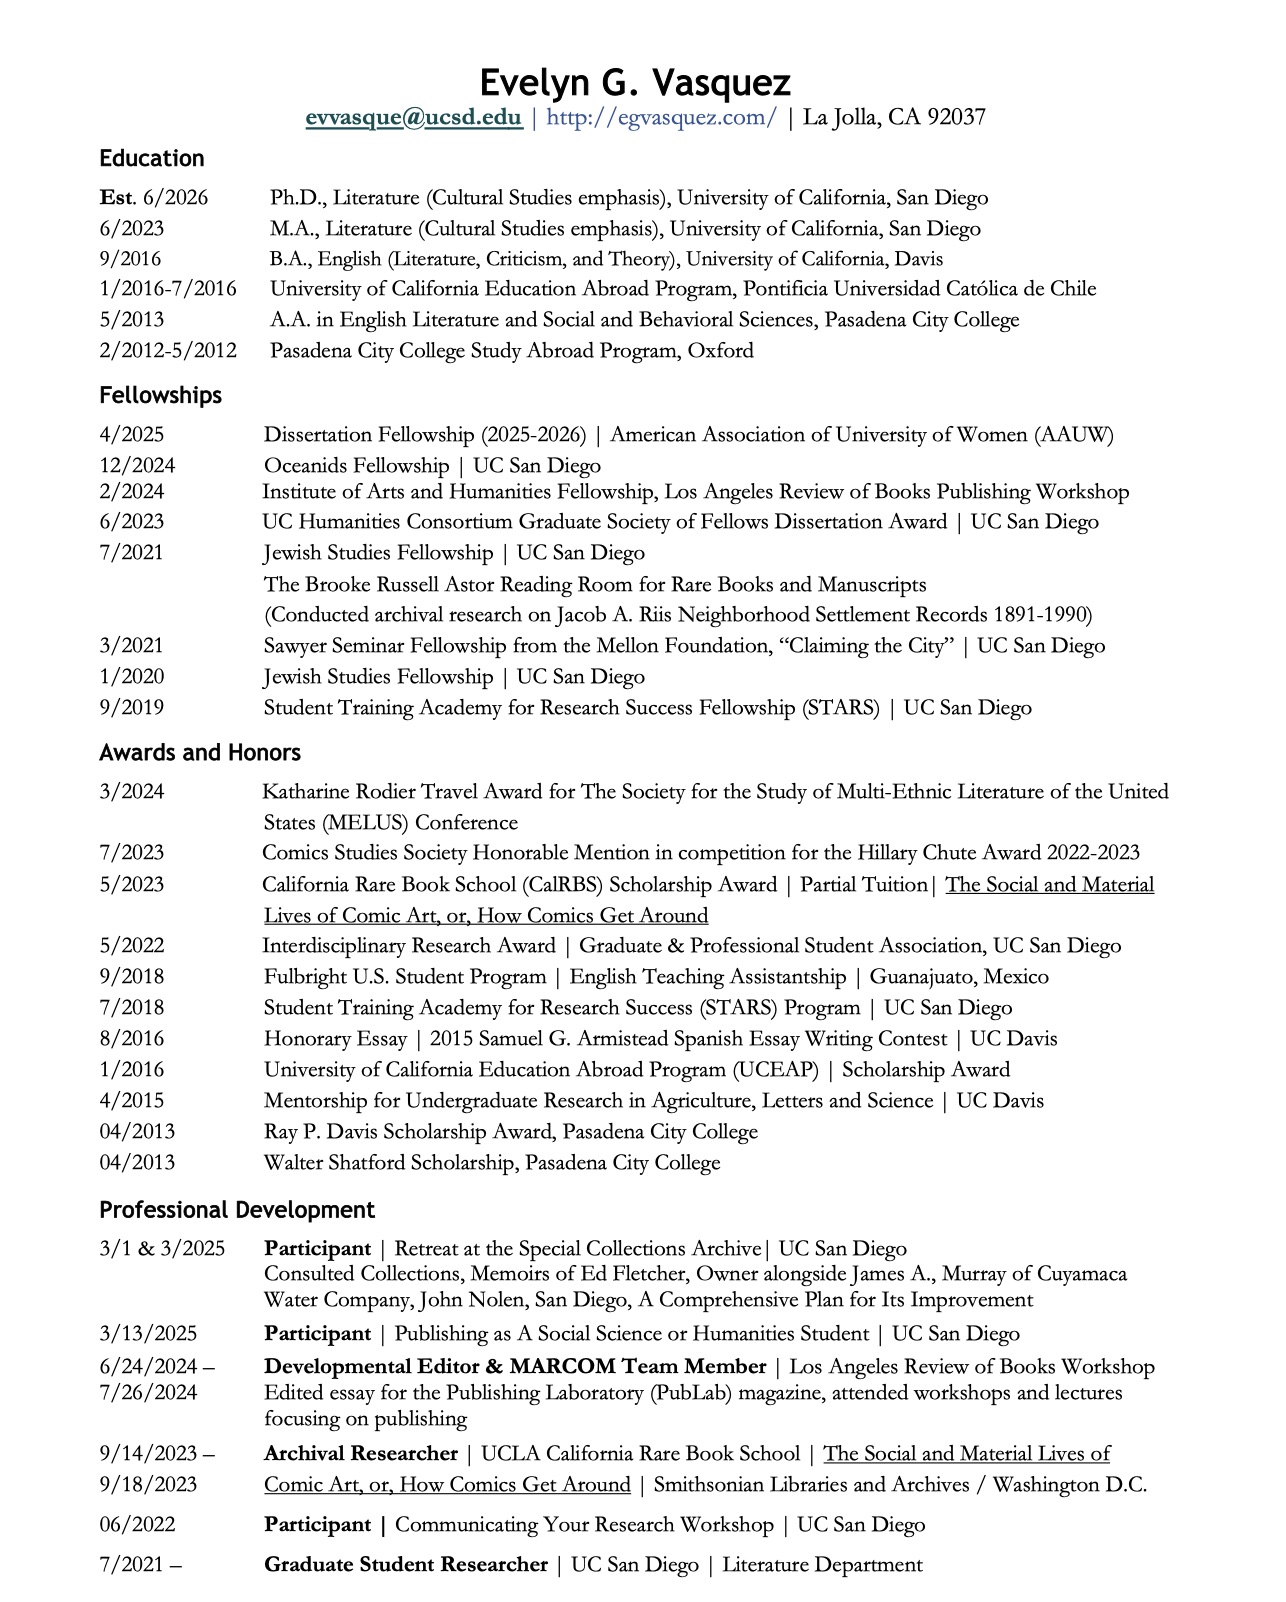 Evelyn G. Vasquez
evvasque@ucsd.edu | http://egvasquez.com/ | La Jolla, CA 92037
Education
Est. 6/2026 Ph.D., Literature (Cultural Studies emphasis), University of California, San Diego
6/2023 M.A., Literature (Cultural Studies emphasis), University of California, San Diego
9/2016 B.A., English (Literature, Criticism, and Theory), University of California, Davis
1/2016-7/2016 University of California Education Abroad Program, Pontificia Universidad Católica de Chile
5/2013 A.A. in English Literature and Social and Behavioral Sciences, Pasadena City College
2/2012-5/2012 Pasadena City College Study Abroad Program, Oxford
Fellowships
4/2025 Dissertation Fellowship (2025-2026) | American Association of University of Women (AAUW)
12/2024 Oceanids Fellowship | UC San Diego
2/2024 Institute of Arts and Humanities Fellowship, Los Angeles Review of Books Publishing Workshop
6/2023 UC Humanities Consortium Graduate Society of Fellows Dissertation Award | UC San Diego
7/2021 Jewish Studies Fellowship | UC San Diego
The Brooke Russell Astor Reading Room for Rare Books and Manuscripts
(Conducted archival research on Jacob A. Riis Neighborhood Settlement Records 1891-1990)
3/2021 Sawyer Seminar Fellowship from the Mellon Foundation, “Claiming the City” | UC San Diego
1/2020 Jewish Studies Fellowship | UC San Diego
9/2019 Student Training Academy for Research Success Fellowship (STARS) | UC San Diego
Awards and Honors
3/2024 Katharine Rodier Travel Award for The Society for the Study of Multi-Ethnic Literature of the United
States (MELUS) Conference
7/2023 Comics Studies Society Honorable Mention in competition for the Hillary Chute Award 2022-2023
5/2023 California Rare Book School (CalRBS) Scholarship Award | Partial Tuition| The Social and Material
Lives of Comic Art, or, How Comics Get Around
5/2022 Interdisciplinary Research Award | Graduate & Professional Student Association, UC San Diego
9/2018 Fulbright U.S. Student Program | English Teaching Assistantship | Guanajuato, Mexico
7/2018 Student Training Academy for Research Success (STARS) Program | UC San Diego
8/2016 Honorary Essay | 2015 Samuel G. Armistead Spanish Essay Writing Contest | UC Davis
1/2016 University of California Education Abroad Program (UCEAP) | Scholarship Award
4/2015 Mentorship for Undergraduate Research in Agriculture, Letters and Science | UC Davis
04/2013 Ray P. Davis Scholarship Award, Pasadena City College
04/2013 Walter Shatford Scholarship, Pasadena City College
Professional Development
3/1 & 3/2025 Participant | Retreat at the Special Collections Archive| UC San Diego
Consulted Collections, Memoirs of Ed Fletcher, Owner alongside James A., Murray of Cuyamaca
Water Company, John Nolen, San Diego, A Comprehensive Plan for Its Improvement
3/13/2025 Participant | Publishing as A Social Science or Humanities Student | UC San Diego
6/24/2024 – Developmental Editor & MARCOM Team Member | Los Angeles Review of Books Workshop
7/26/2024 Edited essay for the Publishing Laboratory (PubLab) magazine, attended workshops and lectures
focusing on publishing
9/14/2023 – Archival Researcher | UCLA California Rare Book School | The Social and Material Lives of
9/18/2023 Comic Art, or, How Comics Get Around | Smithsonian Libraries and Archives / Washington D.C.
06/2022 Participant | Communicating Your Research Workshop | UC San Diego
7/2021 – Graduate Student Researcher | UC San Diego | Literature Department